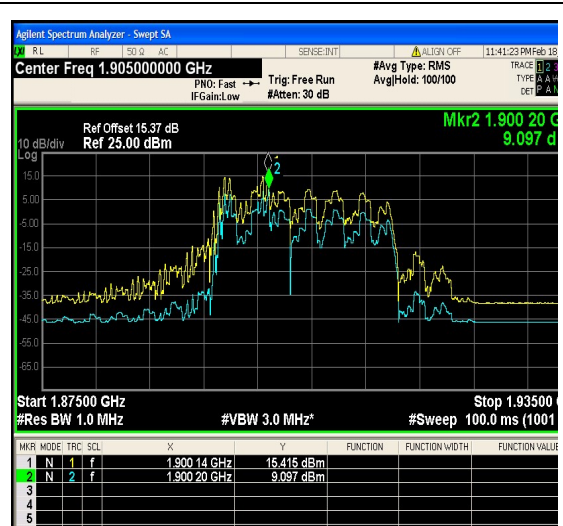 Agilent Spectrum Analyzer - Swept SA
LXI RL RF 50 Ω AC SENSE:INT ALIGN OFF 11:41:23 PM Feb 18
Center Freq 1.905000000 GHz #Avg Type: RMS TRACE 1 2 3
PNO: Fast Trig: Free Run Avg|Hold: 100/100 TYPE A A W
IFGain:Low #Atten: 30 dB DET P A N
Mkr2 1.900 20 G
Ref Offset 15.37 dB
10 dB/div Ref 25.00 dBm 9.097 d
Log
1
2
15.0
5.00
-5.00
-15.0
-25.0
-35.0
-45.0
-55.0
-65.0
Start 1.87500 GHz Stop 1.93500
#Res BW 1.0 MHz #VBW 3.0 MHz* #Sweep 100.0 ms (1001
MKR MODE TRC SCL X Y FUNCTION FUNCTION WIDTH FUNCTION VALUE
1 N 1 f 1.900 14 GHz 15.415 dBm
2 N 2 f 1.900 20 GHz 9.097 dBm
3
4
5